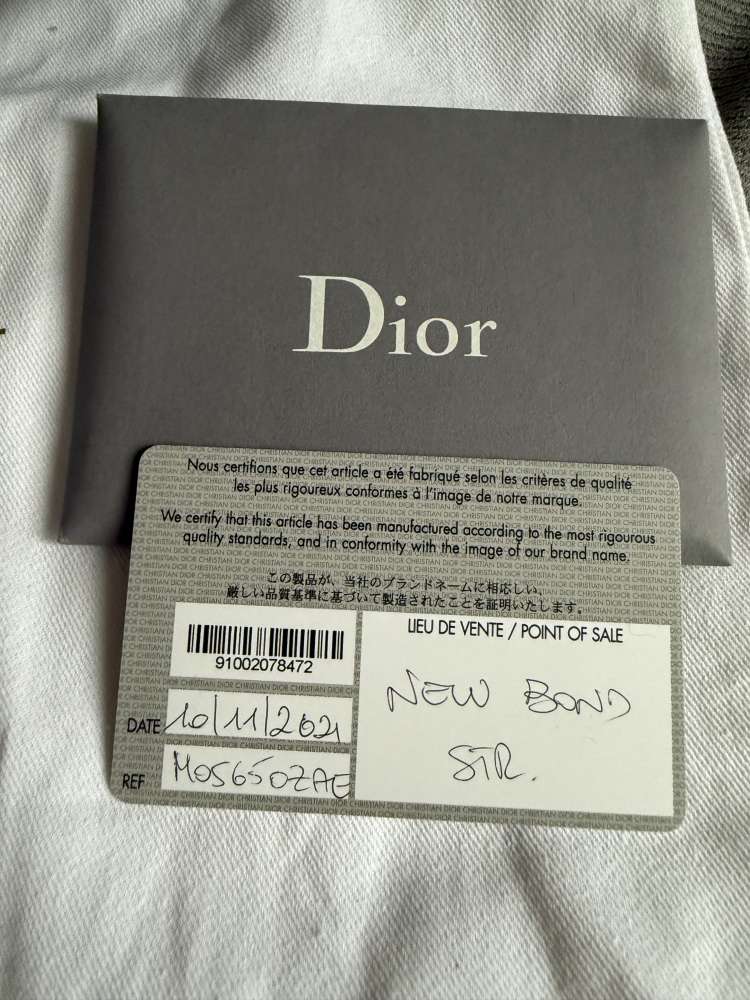 Dior
Nous certifions que cet article a été fabriqué selon les critères de qualité
les plus rigoureux conformes à l'image de notre marque.
We certify that this article has been manufactured according to the most rigourous
quality standards, and in conformity with the image of our brand name.
この製品が、当社のブランドネームに相応しい、
厳しい品質基準に基づいて製造されたことを証明いたします。
91002078472
DATE 10/11/2021
REF M0565OZAE
LIEU DE VENTE / POINT OF SALE
NEW BOND
STR.